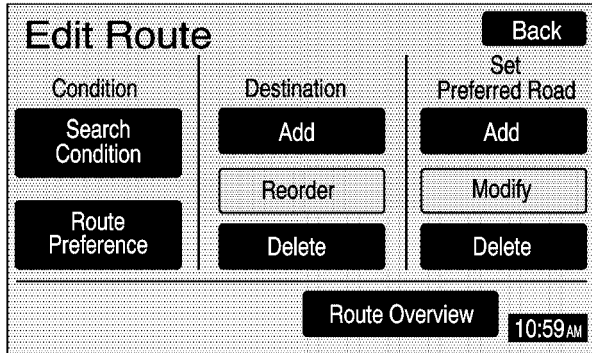 Edit Route
Back
Condition
Search
Condition
Route
Preference
Destination
Add
Reorder
Delete
Set
Preferred Road
Add
Modify
Delete
Route Overview
10:59AM